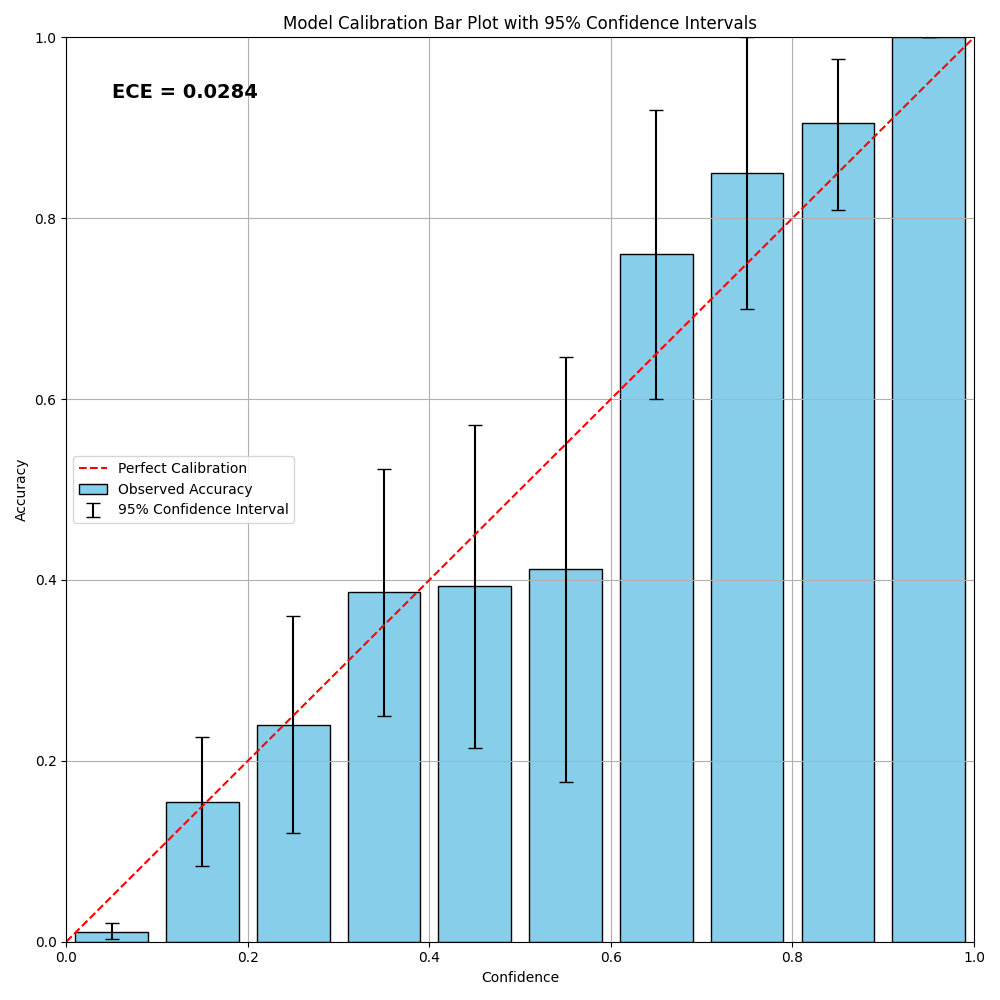 Model Calibration Bar Plot with 95% Confidence Intervals
ECE = 0.0284
1.0
0.8
0.6
0.4
0.2
0.0
Accuracy
Perfect Calibration
Observed Accuracy
95% Confidence Interval
0.0 0.2 0.4 0.6 0.8 1.0
Confidence